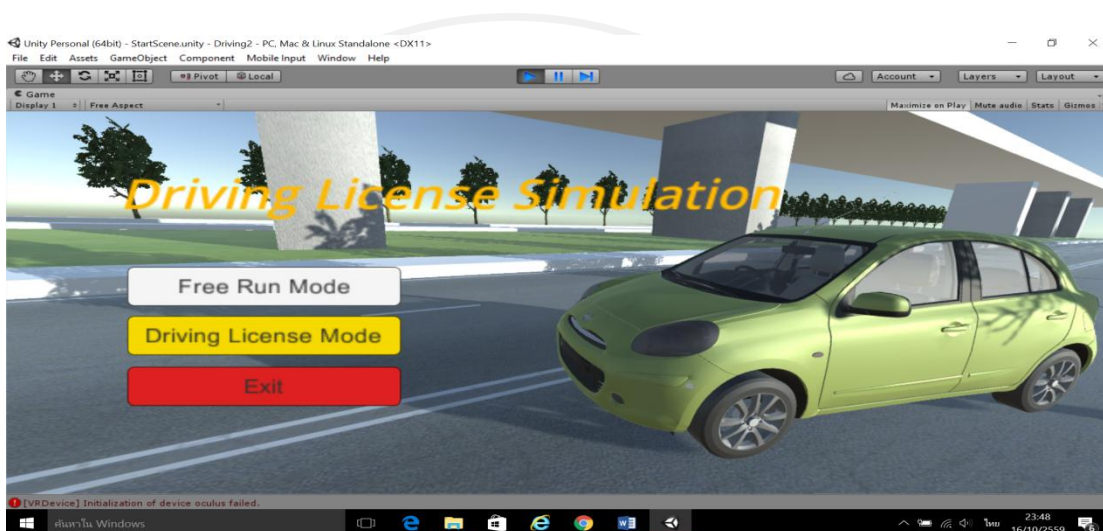 Unity Personal (64bit) - StartScene.unity - Driving2 - PC, Mac & Linux Standalone <DX11>
File Edit Assets GameObject Component Mobile Input Window Help
Pivot Local Account Layers Layout
Game
Display 1 Free Aspect Maximize on Play Mute audio Stats Gizmos
Driving License Simulation
Free Run Mode
Driving License Mode
Exit
[VRDevice] Initialization of device oculus failed.
ค้นหาใน Windows
ไทย 23:48
16/10/2559